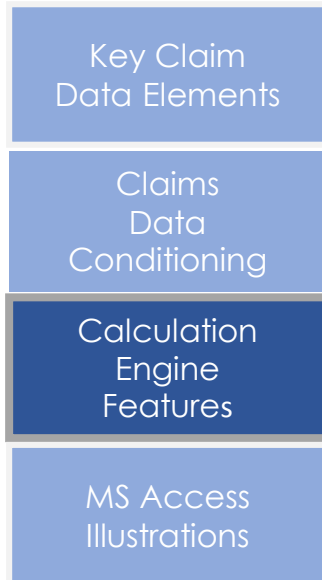 Key Claim
Data Elements
Claims
Data
Conditioning
Calculation
Engine
Features
MS Access
Illustrations